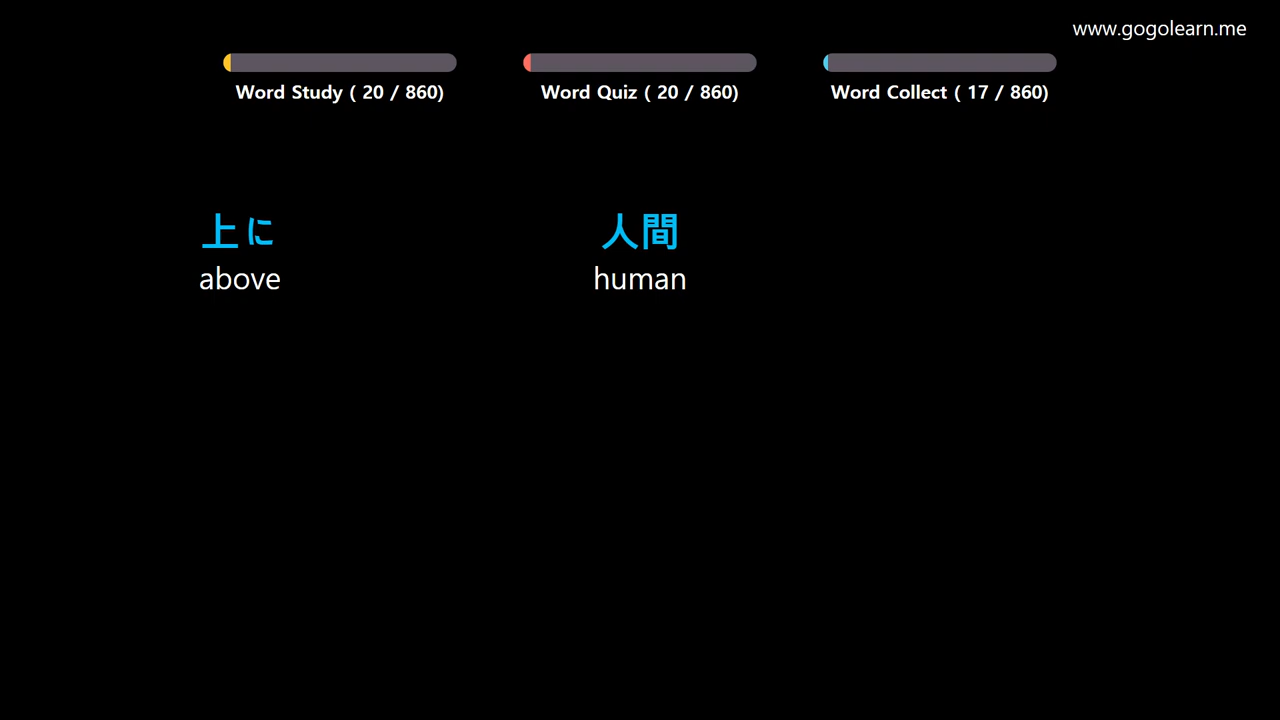 www.gogolearn.me
Word Study ( 20 / 860)
Word Quiz ( 20 / 860)
Word Collect ( 17 / 860)
上に
above
人間
human